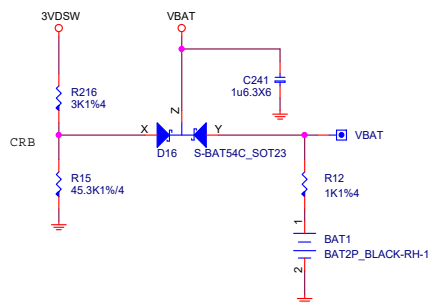 3VDSW
VBAT
R216
3K1%4
C241
1u6.3X6
Z
CRB
X
Y
VBAT
D16
S-BAT54C_SOT23
R15
45.3K1%/4
R12
1K1%4
1
BAT1
BAT2P_BLACK-RH-1
2